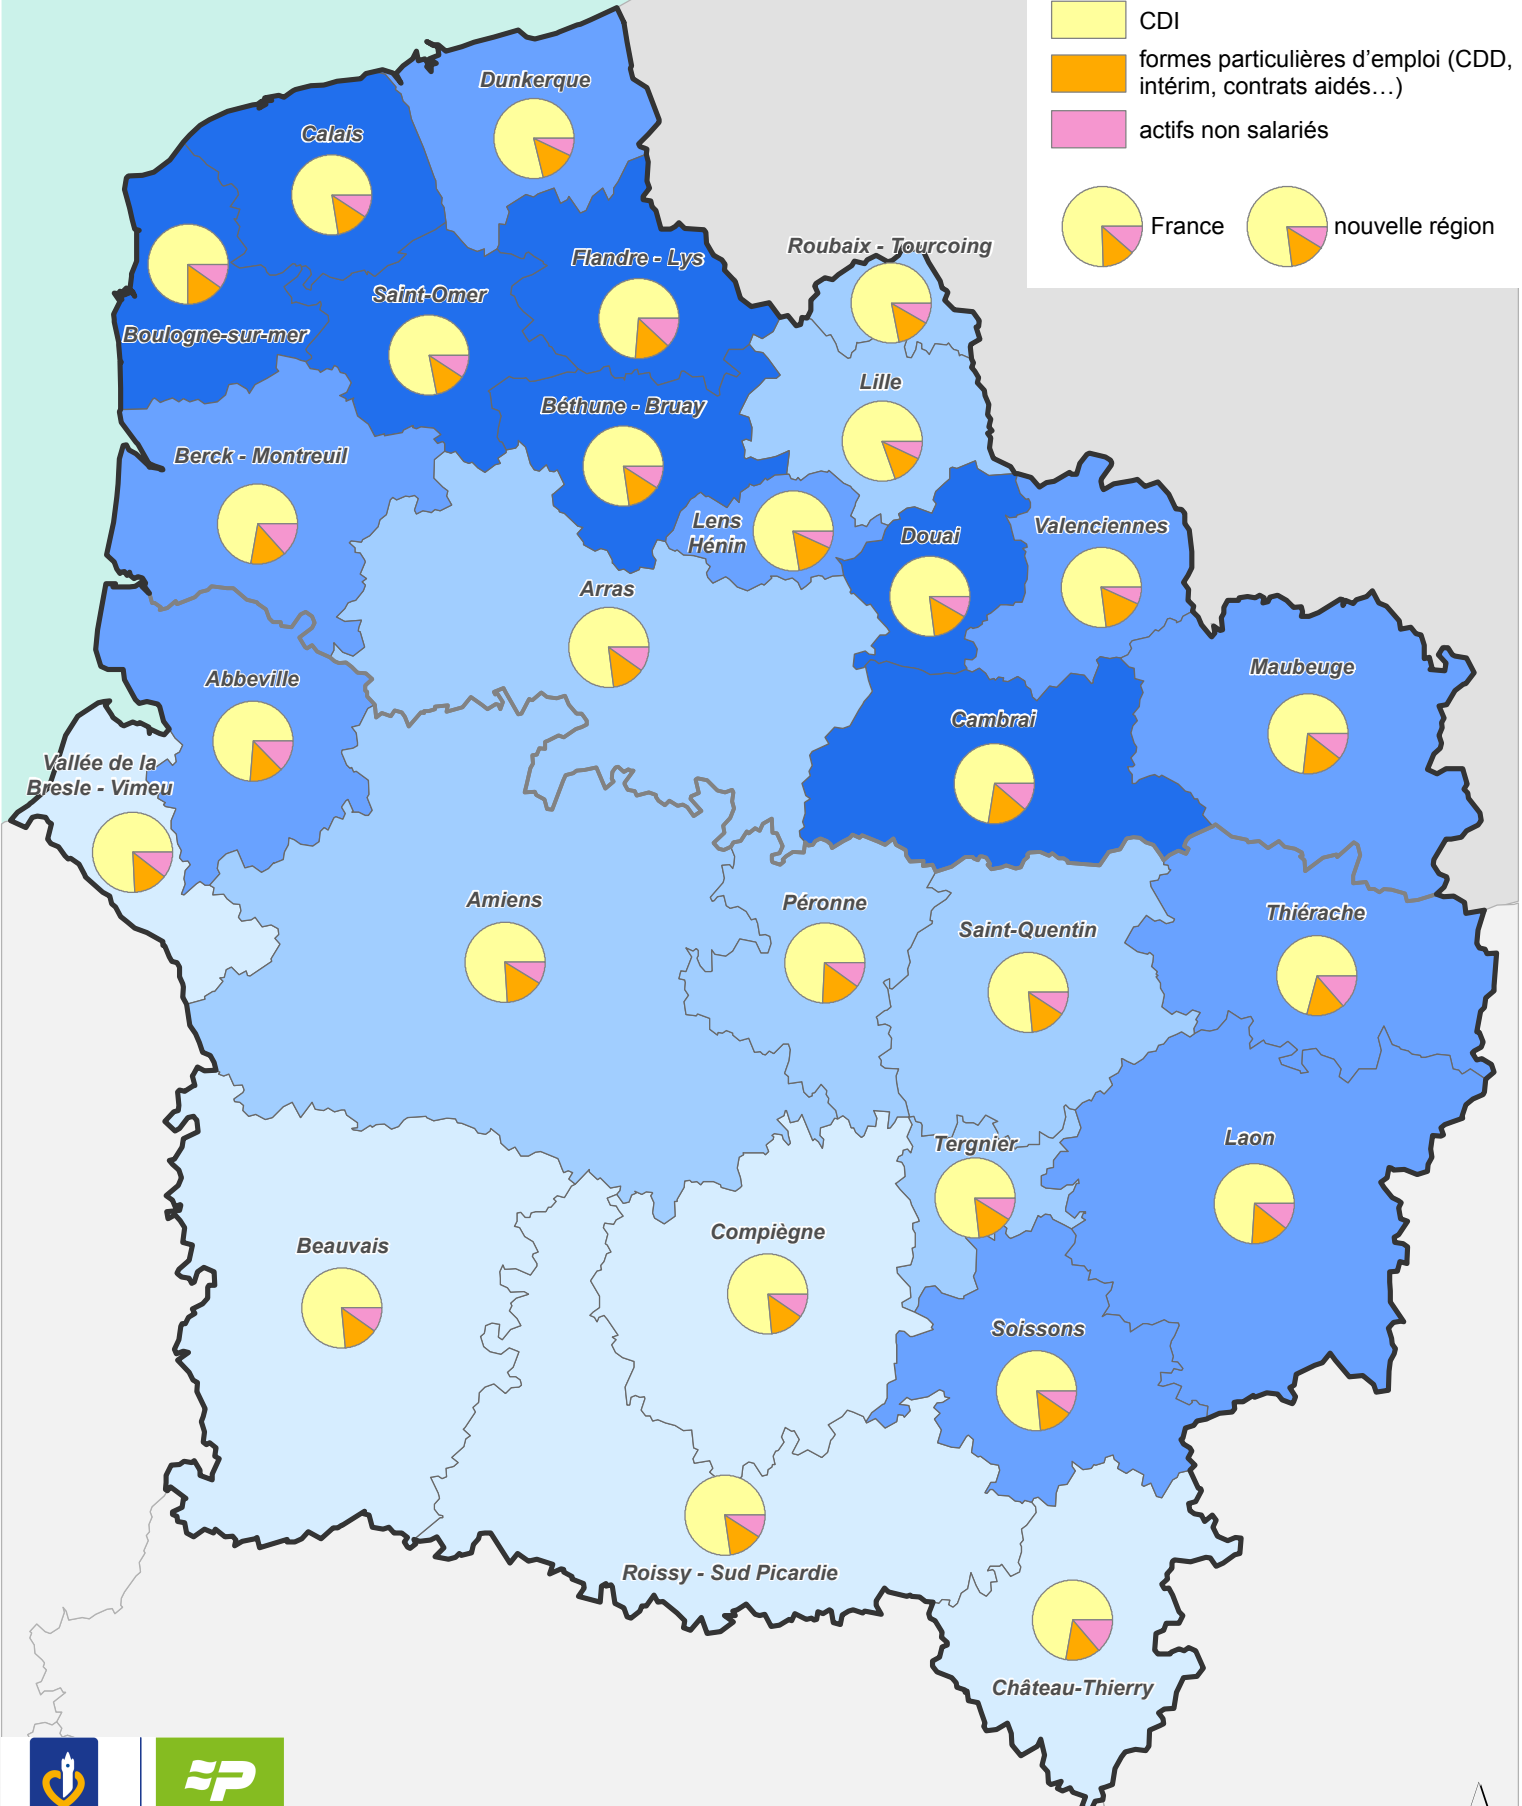 CDI
formes particulières d’emploi (CDD,
intérim, contrats aidés…)
actifs non salariés
France
nouvelle région
Dunkerque
Calais
Roubaix - Tourcoing
Flandre - Lys
Saint-Omer
Boulogne-sur-mer
Lille
Béthune - Bruay
Berck - Montreuil
Lens
Hénin
Douai
Valenciennes
Arras
Maubeuge
Abbeville
Cambrai
Vallée de la
Bresle - Vimeu
Amiens
Péronne
Saint-Quentin
Thiérache
Tergnier
Laon
Compiègne
Beauvais
Soissons
Roissy - Sud Picardie
Château-Thierry